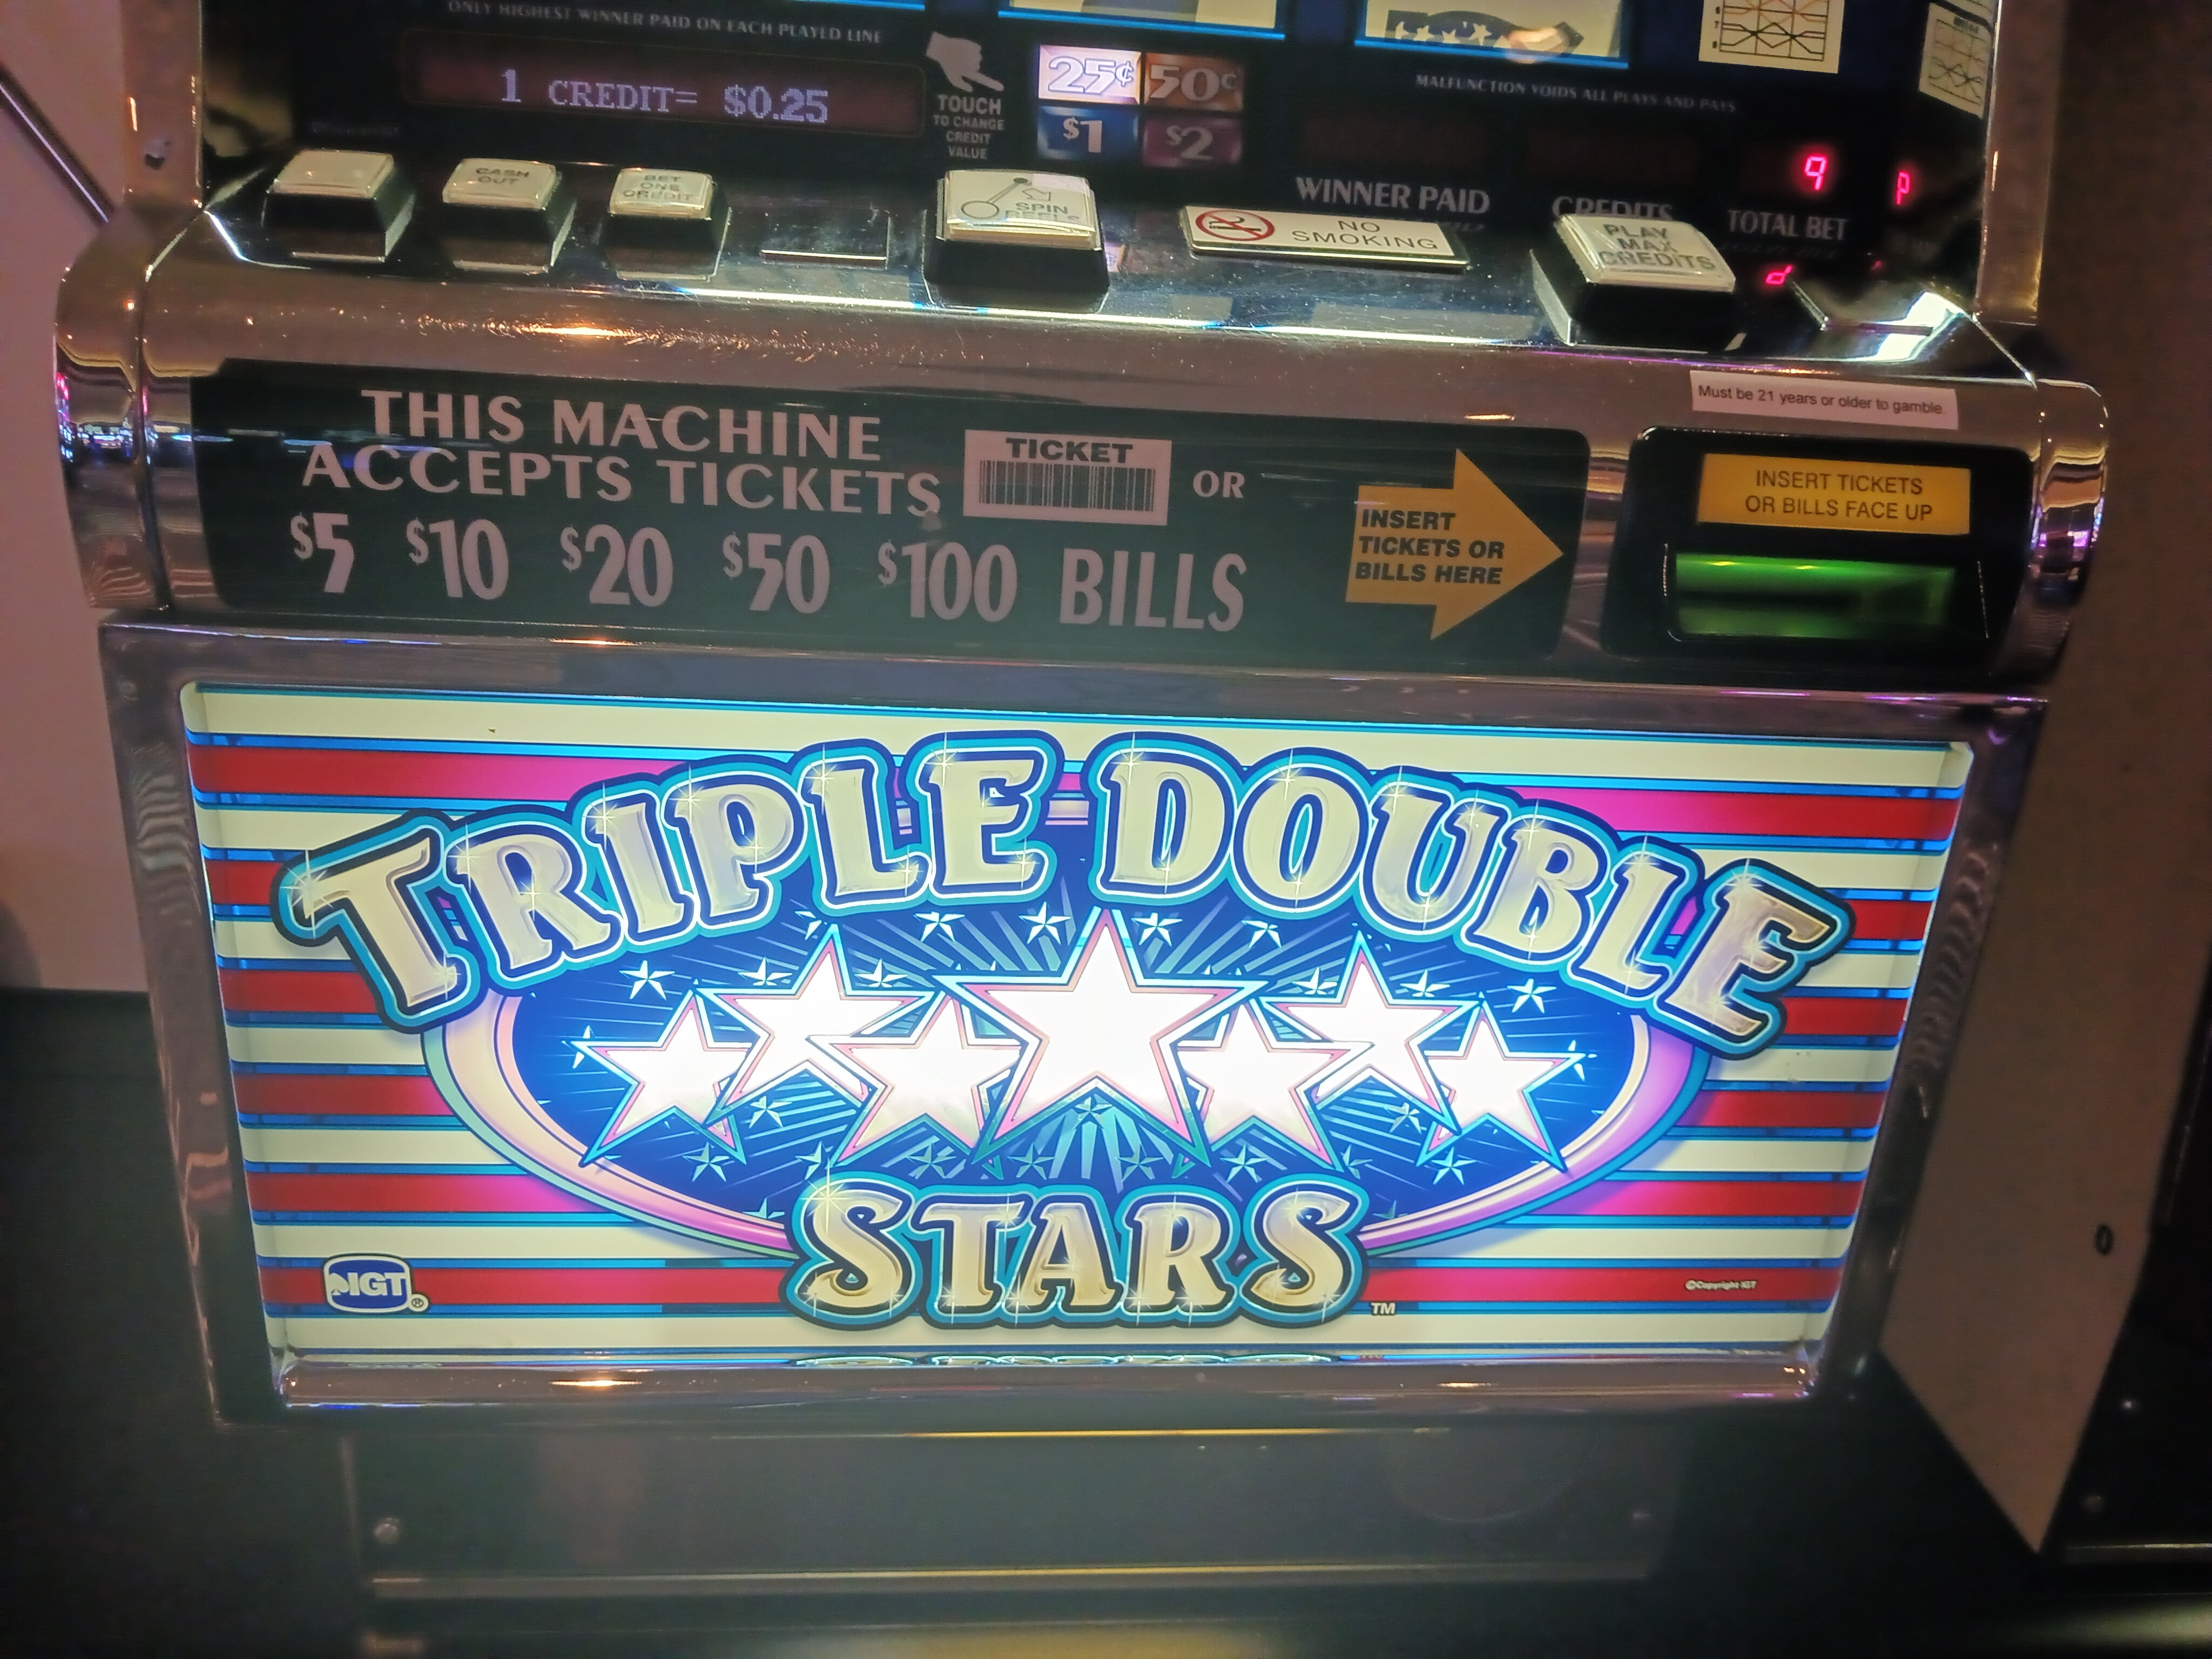 ONLY HIGHEST WINNER PAID ON EACH PLAYED LINE
1 CREDIT= $0.25
TOUCH
TO CHANGE
CREDIT
VALUE
25¢ 50¢
$1 $2
MALFUNCTION VOIDS ALL PLAYS AND PAYS
9
WINNER PAID
CREDITS
TOTAL BET
CASH
OUT
BET
ONE
CREDIT
SPIN
REELS
NO
SMOKING
PLAY
MAX
CREDITS
Must be 21 years or older to gamble.
THIS MACHINE
ACCEPTS TICKETS
TICKET
OR
$5 $10 $20 $50 $100 BILLS
INSERT
TICKETS OR
BILLS HERE
INSERT TICKETS
OR BILLS FACE UP
TRIPLE DOUBLE
STARS™
IGT®
©Copyright IGT